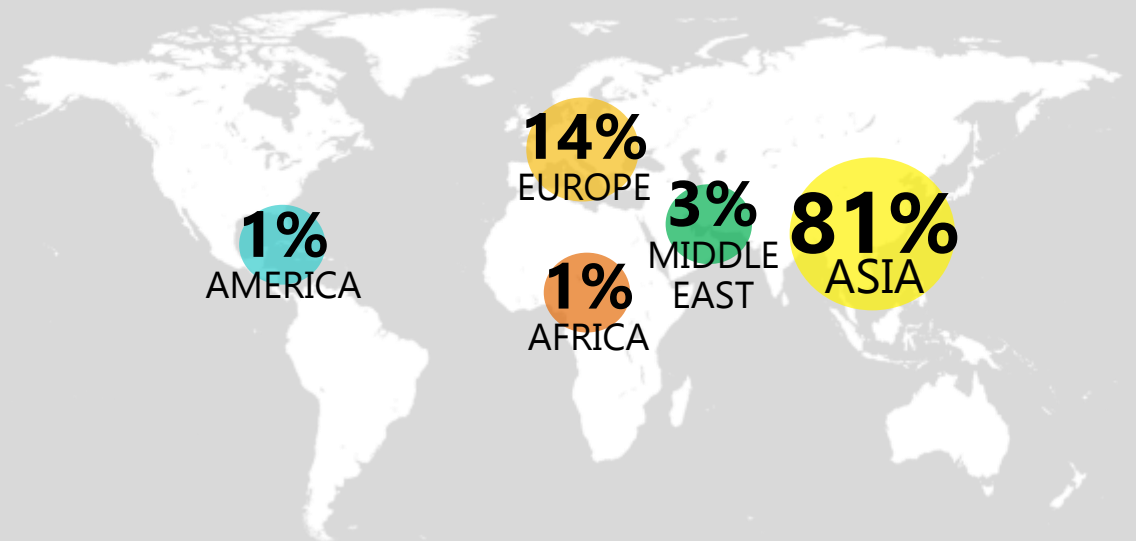 14%
EUROPE
3%
MIDDLE
EAST
81%
ASIA
1%
AMERICA
1%
AFRICA